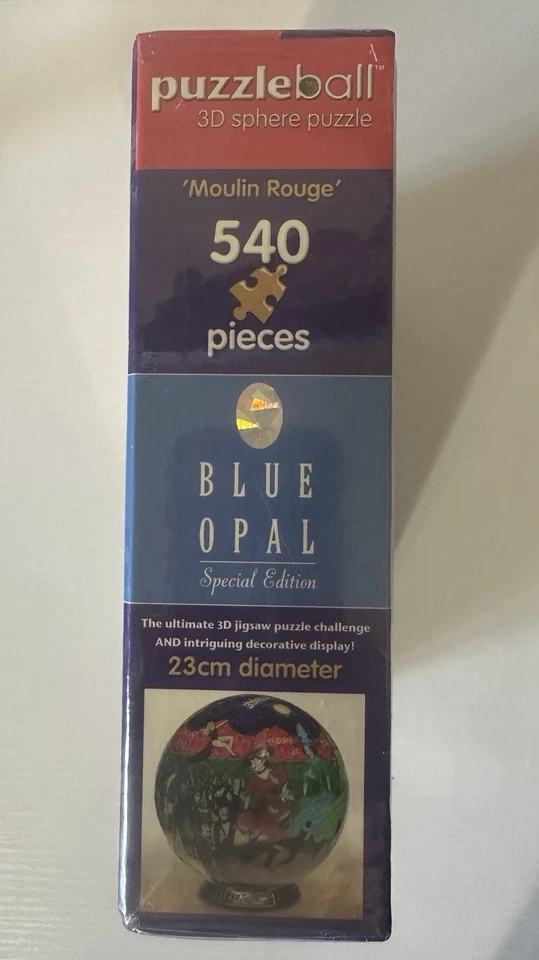 puzzleball™
3D sphere puzzle
'Moulin Rouge'
540
pieces
BLUE
OPAL
Special Edition
The ultimate 3D jigsaw puzzle challenge
AND intriguing decorative display!
23cm diameter